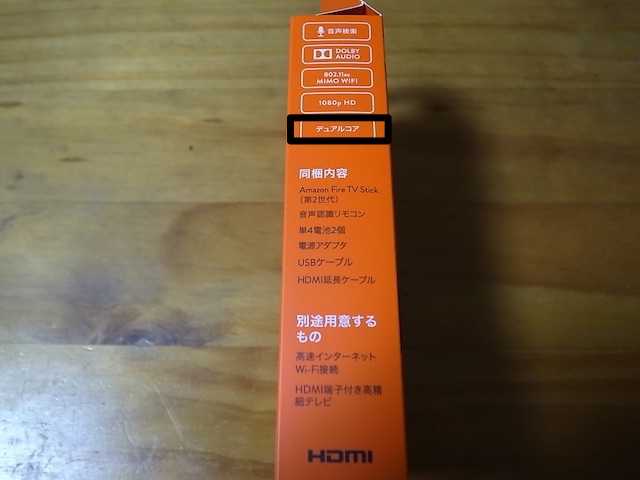 音声検索
DOLBY
AUDIO
802.11ac
MIMO WIFI
1080p HD
デュアルコア
同梱内容
Amazon Fire TV Stick
(第2世代)
音声認識リモコン
単4電池2個
電源アダプタ
USBケーブル
HDMI延長ケーブル
別途用意する
もの
高速インターネット
Wi-Fi接続
HDMI端子付き高精
細テレビ
HDMI